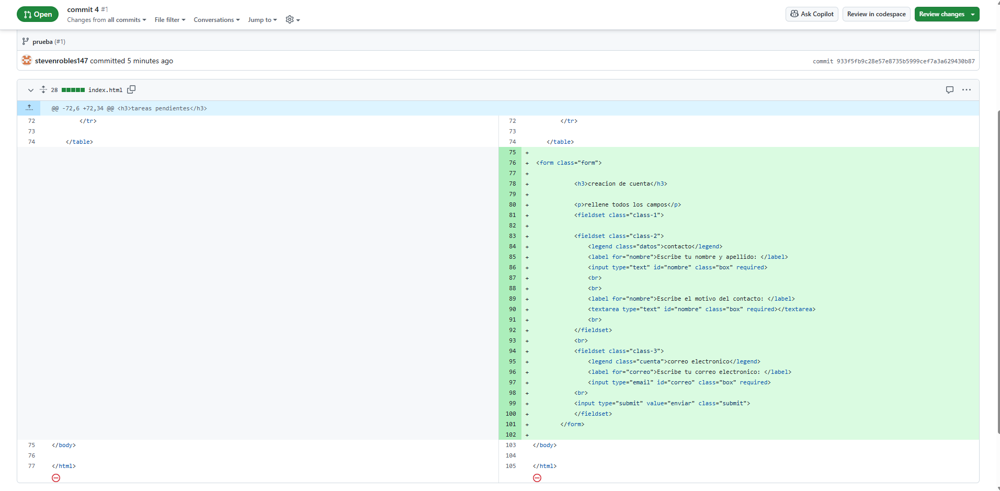 Open
commit 4 #1
Changes from all commits
File filter
Conversations
Jump to
Ask Copilot
Review in codespace
Review changes
prueba (#1)
stevenrobles147 committed 5 minutes ago
commit 933f5fb9c28e57e8735b5999cef7a3a629430b87
28 index.html
@@ -72,6 +72,34 @@ <h3>tareas pendientes</h3>
72 </tr>
73
74 </table>
75 </body>
76
77 </html>
72 </tr>
73
74 </table>
75 +
76 + <form class="form">
77 +
78 + <h3>creacion de cuenta</h3>
79 +
80 + <p>rellene todos los campos</p>
81 + <fieldset class="class-1">
82 +
83 + <fieldset class="class-2">
84 + <legend class="datos">contacto</legend>
85 + <label for="nombre">Escribe tu nombre y apellido: </label>
86 + <input type="text" id="nombre" class="box" required>
87 + <br>
88 + <br>
89 + <label for="nombre">Escribe el motivo del contacto: </label>
90 + <textarea type="text" id="nombre" class="box" required></textarea>
91 + <br>
92 + </fieldset>
93 + <br>
94 + <fieldset class="class-3">
95 + <legend class="cuenta">correo electronico</legend>
96 + <label for="correo">Escribe tu correo electronico: </label>
97 + <input type="email" id="correo" class="box" required>
98 + <br>
99 + <input type="submit" value="enviar" class="submit">
100 + </fieldset>
101 + </form>
102 +
103 </body>
104
105 </html>